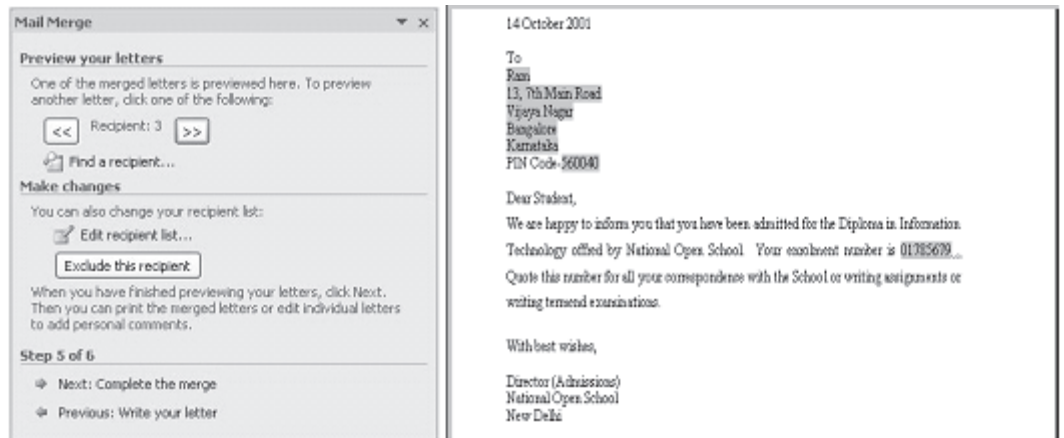 Mail Merge
Preview your letters
One of the merged letters is previewed here. To preview
another letter, click one of the following:
<< Recipient: 3 >>
Find a recipient...
Make changes
You can also change your recipient list:
Edit recipient list...
Exclude this recipient
When you have finished previewing your letters, click Next.
Then you can print the merged letters or edit individual letters
to add personal comments.
Step 5 of 6
Next: Complete the merge
Previous: Write your letter
14 October 2001
To
Ram
13, 7th Main Road
Vijaya Nagar
Bangalore
Karnataka
PIN Code-560040
Dear Student,
We are happy to inform you that you have been admitted for the Diploma in Information
Technology offred by National Open School. Your enrolment number is 01785679
Quote this number for all your correspondence with the School or writing assignments or
writing termend examinations.
With best wishes,
Director (Admissions)
National Open School
New Delhi